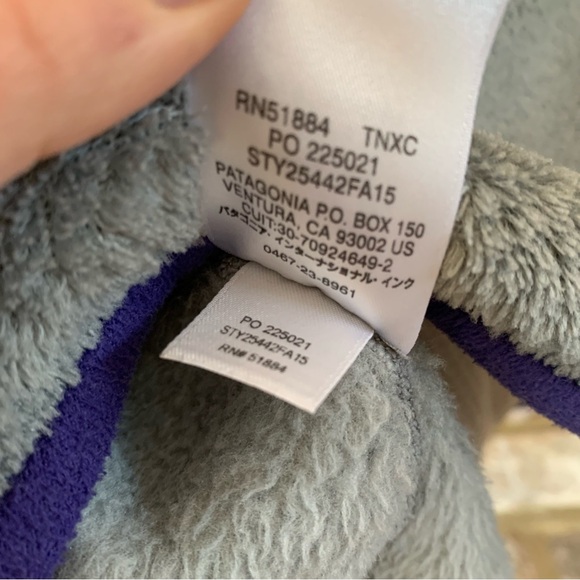 RN51884 TNXC
PO 225021
STY25442FA15
PATAGONIA P.O. BOX 150
VENTURA, CA 93002 US
CUIT:30-70924649-2
パタゴニア・インターナショナル・インク
0467-23-8961
PO 225021
STY25442FA15
RN# 51884